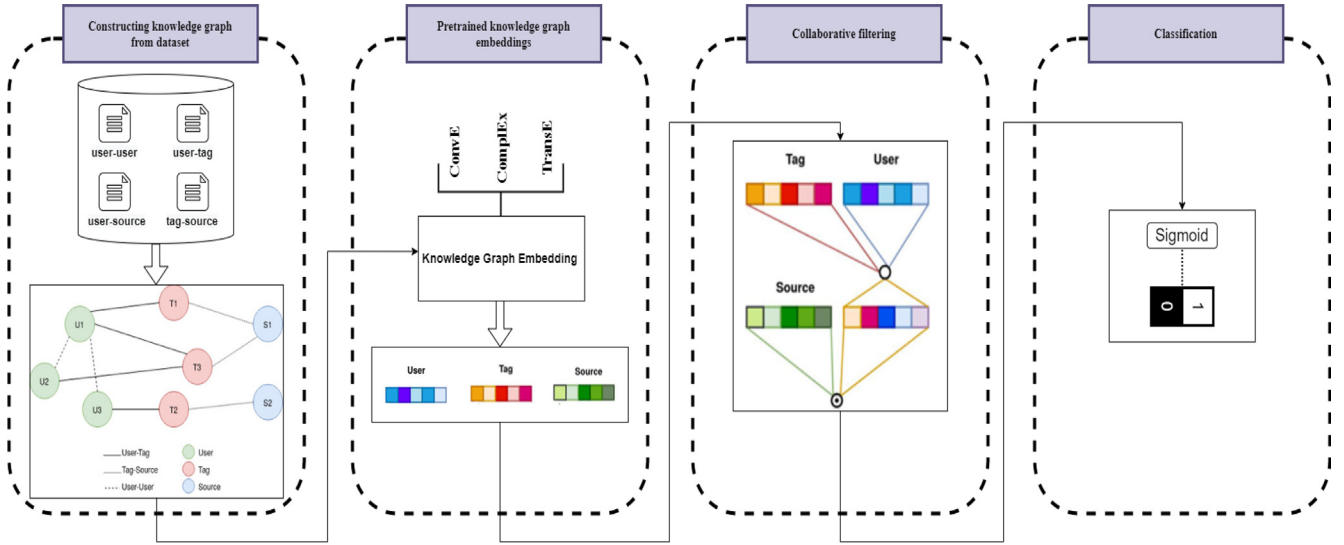 Constructing knowledge graph
from dataset
user-user
user-tag
user-source
tag-source
T1
U1
S1
T3
U2
U3
T2
S2
User-Tag
User
Tag-Source
Tag
User-User
Source
Pretrained knowledge graph
embeddings
ConvE
ComplEx
TransE
Knowledge Graph Embedding
User
Tag
Source
Collaborative filtering
Tag
User
Source
Classification
Sigmoid
0
1